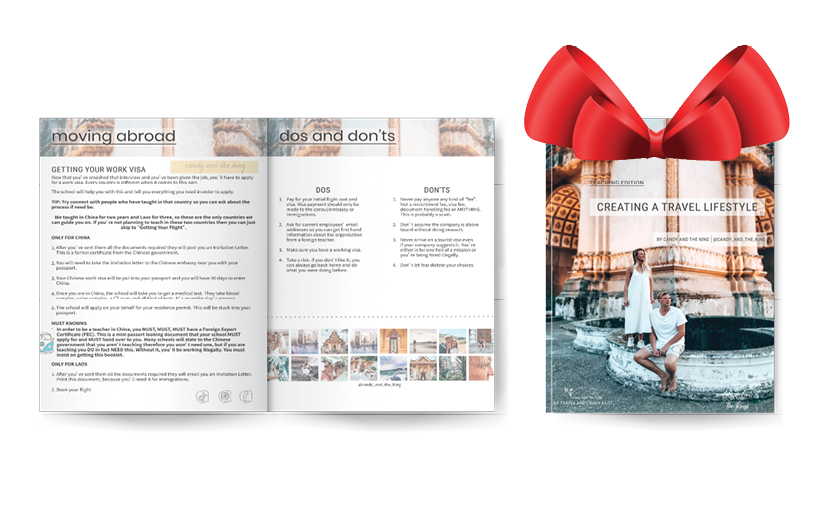 moving abroad
candy and the king
GETTING YOUR WORK VISA
Now that you've smashed that interview and you've been given the job, you'll have to apply
for a work visa. Every countries is different when it comes to this part.
The school will help you with this and tell you everything you need in order to apply.
TIP: Try connect with people who have taught in that country so you can ask about the
process if need be.
We taught in China for two years and Laos for three, so these are the only countries we
can guide you on. If you're not planning to teach in these two countries then you can just
skip to "Getting Your Flight".
ONLY FOR CHINA
1. After you've sent them all the documents required they will post you an Invitation Letter.
This is a formal certificate from the Chinese government.
2. You will need to take the invitation letter to the Chinese embassy near you with your
passport.
3. Your Chinese work visa will be put into your passport and you will have 30 days to enter
China.
4. Once you are in China, the school will take you to get a medical test. They take blood
5. The school will apply on your behalf for your residence permit. This will be stuck into your
passport.
MUST KNOWNS
In order to be a teacher in China, you MUST, MUST, MUST have a Foreign Expert
Certificate (FEC). This is a mini passort looking document that your school MUST
apply for and MUST hand over to you. Many schools will state to the Chinese
government that you aren't teaching therefore you won't need one, but if you are
teaching you DO in fact NEED this. Without it, you'll be working illegally. You must
insist on getting this booklet.
ONLY FOR LAOS
1. After you've sent them all the documents required they will email you an Invitation Letter.
Print this document, because you'll need it for immigrations.
2. Book your flight
dos and don'ts
DOS
1. Pay for your initial flight cost and
visa. Visa payment should only be
made to the consul/embassy or
immigrations.
2. Ask for current employees' email
addresses so you can get first hand
information about the organisation
from a foreign teacher.
3. Make sure you have a working visa.
4. Take a risk. If you don't like it, you
can always go back home and do
what you were doing before.
DON'TS
1. Never pay anyone any kind of "fee".
Not a recruitment fee, visa fee,
document handling fee or ANYTHING.
This is probably a scam.
2. Don't assume the company is above
board without doing research.
3. Never arrive on a tourist visa even
if your company suggests it. You're
either in for one hell of a mission or
you're being hired illegally.
4. Don't let fear dictate your choices.
@candy_and_the_king
TEACHING EDITION
CREATING A TRAVEL LIFESTYLE
BY CANDY AND THE KING | @CANDY_AND_THE_KING